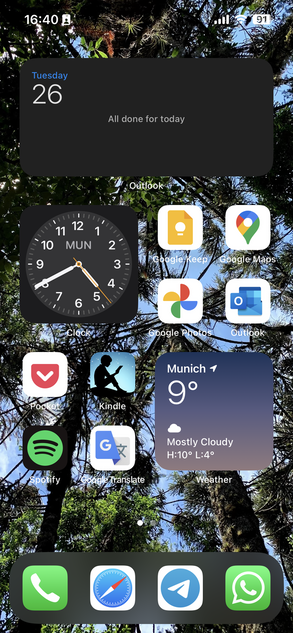 16:40
91
Tuesday
26
All done for today
Outlook
12
11 1
10 MUN 2
9 3
8 4
7 5
6
Clock
Google Keep
Google Maps
Google Photos
Outlook
Pocket
Kindle
Munich
9°
Mostly Cloudy
H:10° L:4°
Spotify
Google Translate
Weather